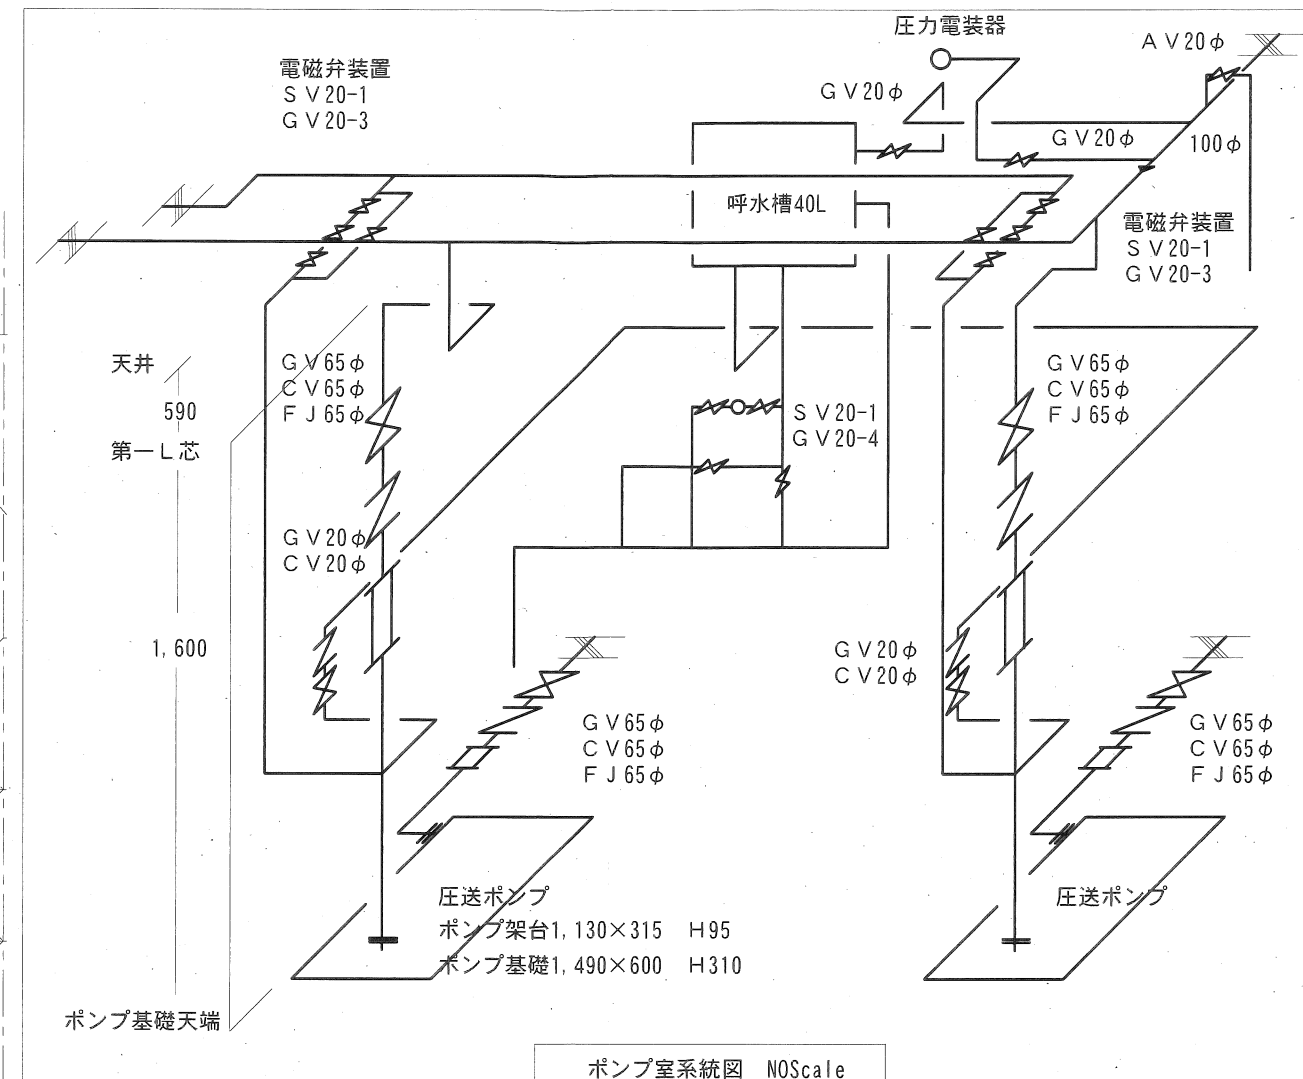 圧力電装器
AV20φ
電磁弁装置
SV20-1
GV20-3
GV20φ
GV20φ
100φ
呼水槽40L
電磁弁装置
SV20-1
GV20-3
天井
590
第一L芯
GV65φ
CV65φ
FJ65φ
SV20-1
GV20-4
GV65φ
CV65φ
FJ65φ
GV20φ
CV20φ
1,600
GV20φ
CV20φ
GV65φ
CV65φ
FJ65φ
GV65φ
CV65φ
FJ65φ
圧送ポンプ
ポンプ架台1,130×315 H95
ポンプ基礎1,490×600 H310
圧送ポンプ
ポンプ基礎天端
ポンプ室系統図 NOScale